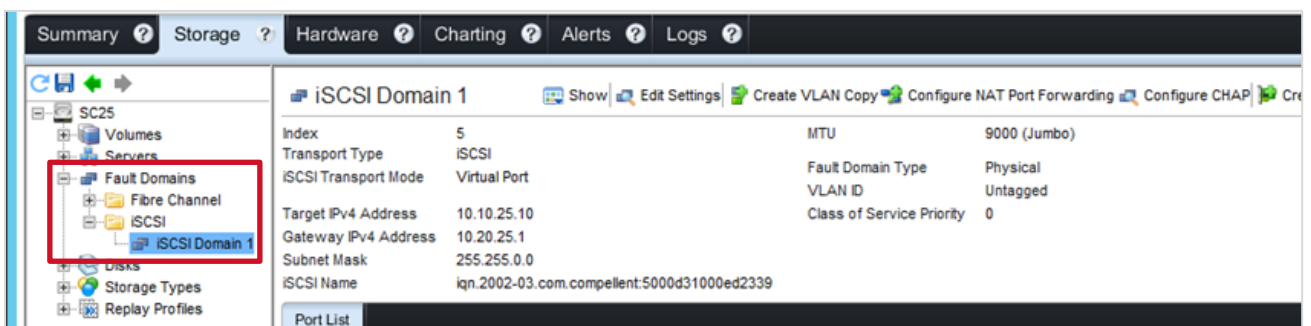 Summary ? Storage ? Hardware ? Charting ? Alerts ? Logs ?
SC25
Volumes
Servers
Fault Domains
Fibre Channel
iSCSI
iSCSI Domain 1
Disks
Storage Types
Replay Profiles
iSCSI Domain 1 Show Edit Settings Create VLAN Copy Configure NAT Port Forwarding Configure CHAP Cre
Index 5 MTU 9000 (Jumbo)
Transport Type iSCSI
Fault Domain Type Physical
iSCSI Transport Mode Virtual Port
VLAN ID Untagged
Target IPv4 Address 10.10.25.10 Class of Service Priority 0
Gateway IPv4 Address 10.20.25.1
Subnet Mask 255.255.0.0
iSCSI Name iqn.2002-03.com.compellent:5000d31000ed2339
Port List